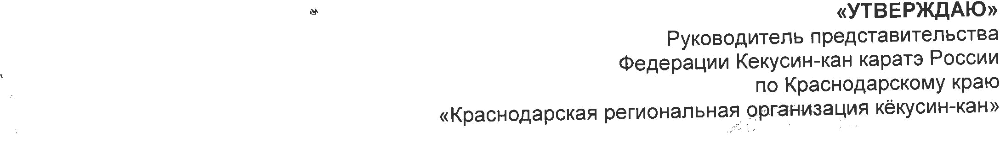 «УТВЕРЖДАЮ»
Руководитель представительства
Федерации Кекусин-кан каратэ России
по Краснодарскому краю
«Краснодарская региональная организация кёкусин-кан»